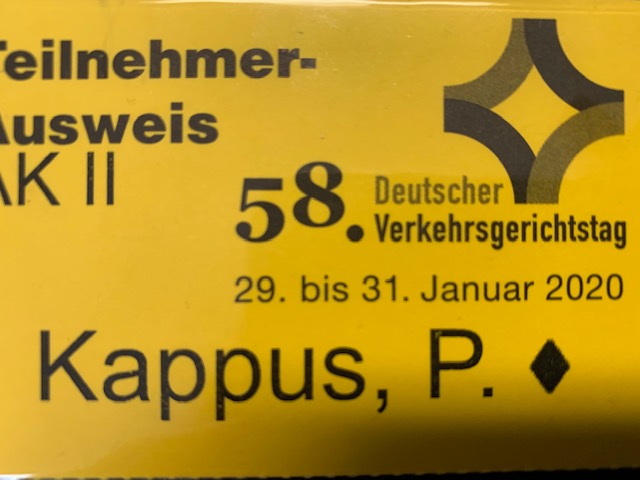 Teilnehmer-
Ausweis
AK II
58. Deutscher
Verkehrsgerichtstag
29. bis 31. Januar 2020
Kappus, P.